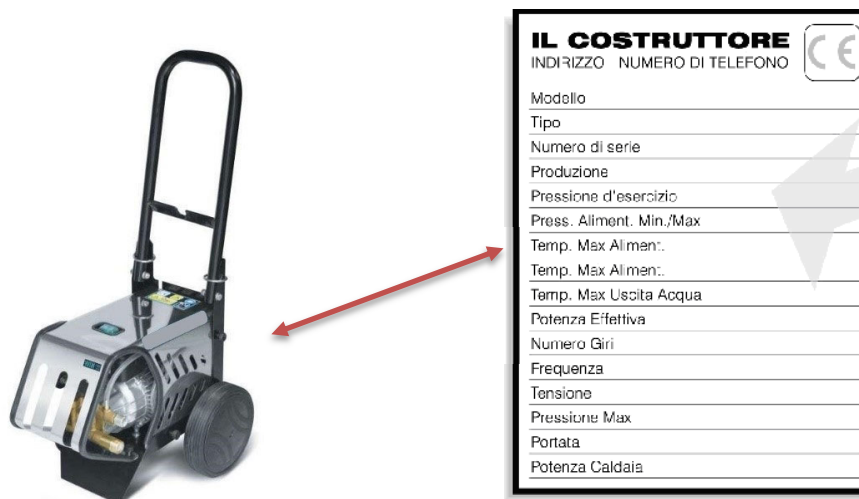 IL COSTRUTTORE
INDIRIZZO NUMERO DI TELEFONO
CE
Modello
Tipo
Numero di serie
Produzione
Pressione d'esercizio
Press. Aliment. Min./Max
Temp. Max Aliment.
Temp. Max Aliment.
Temp. Max Uscita Acqua
Potenza Effettiva
Numero Giri
Frequenza
Tensione
Pressione Max
Portata
Potenza Caldaia